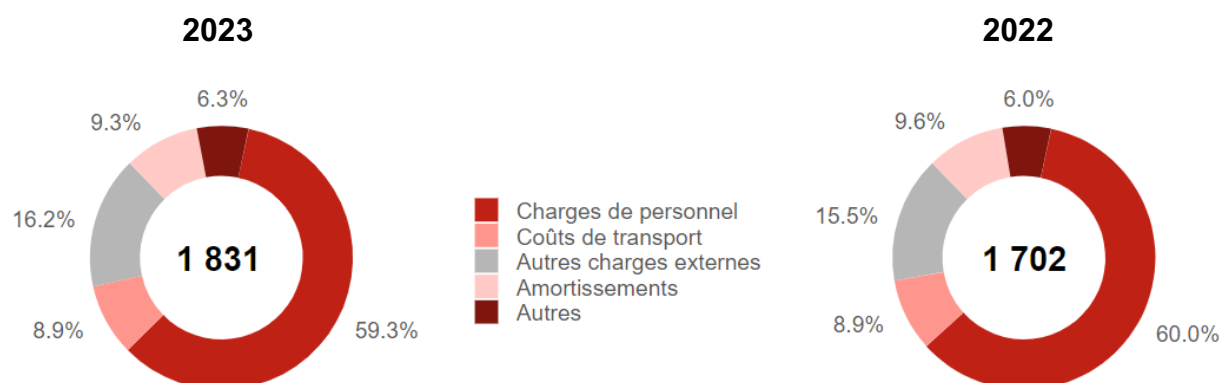 2023
6.3%
9.3%
16.2%
1 831
8.9%
59.3%
Charges de personnel
Coûts de transport
Autres charges externes
Amortissements
Autres
2022
6.0%
9.6%
15.5%
1 702
8.9%
60.0%